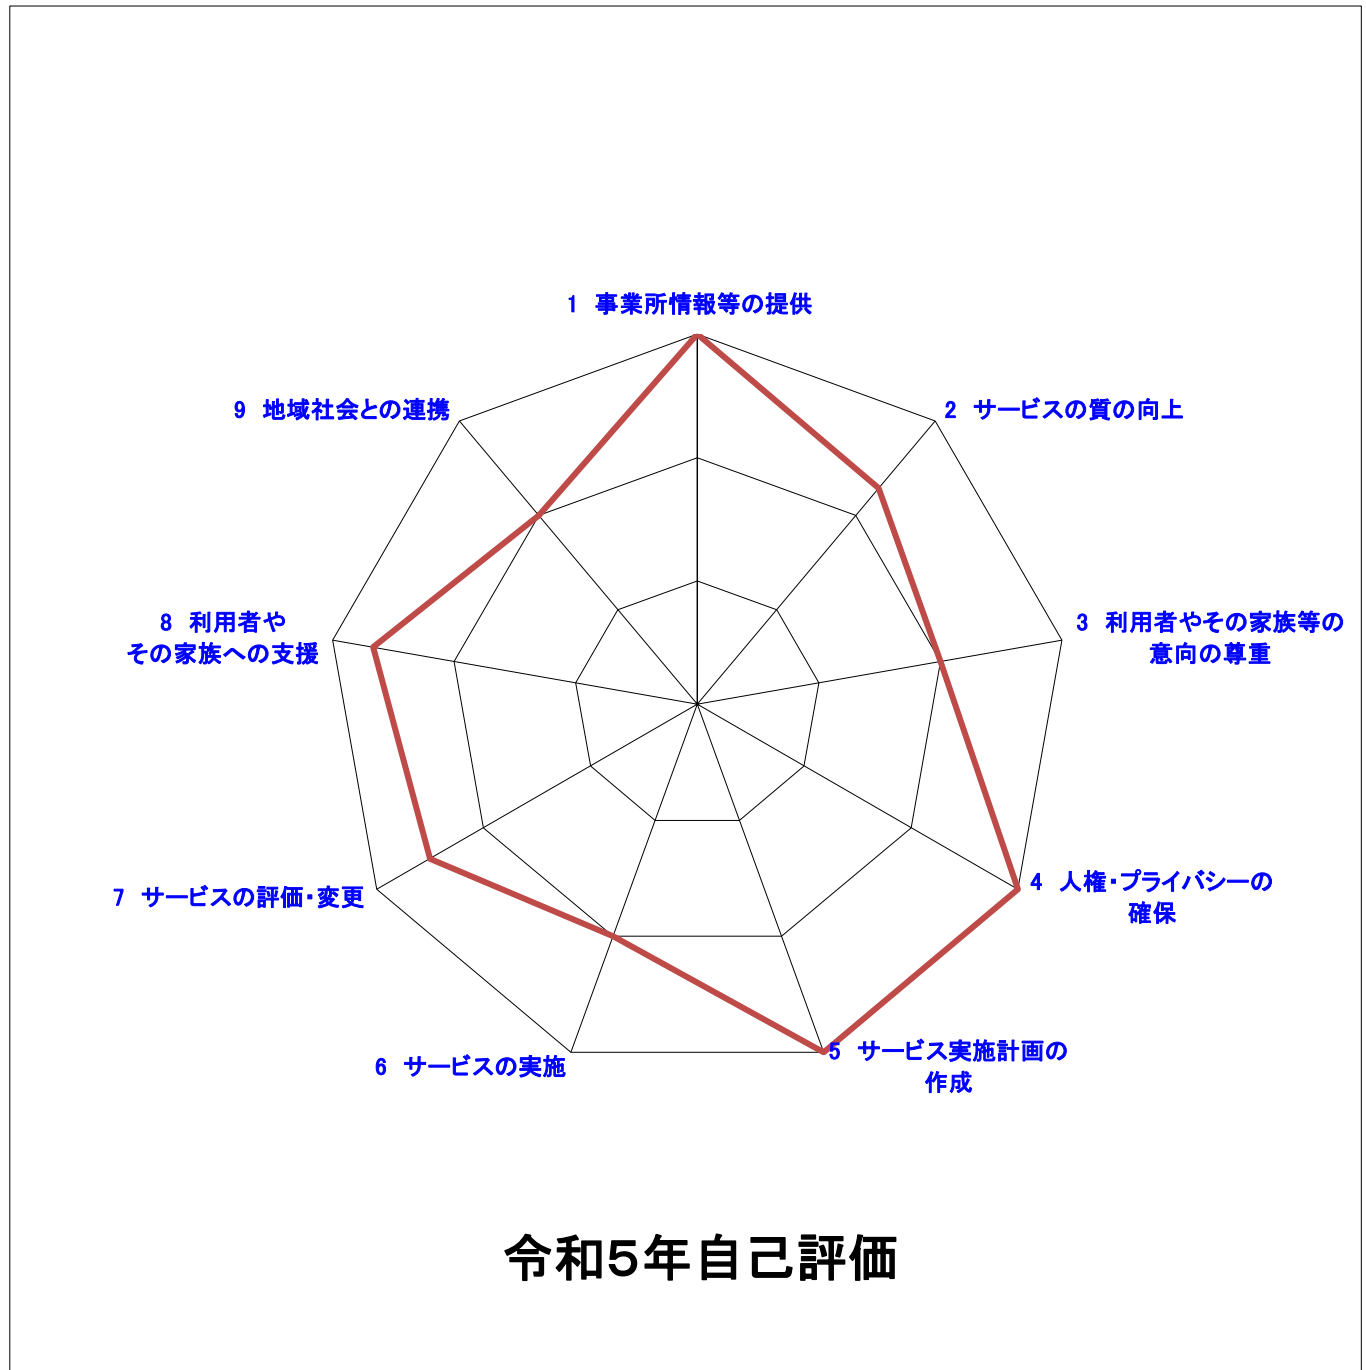 1 事業所情報等の提供
2 サービスの質の向上
3 利用者やその家族等の
意向の尊重
4 人権・プライバシーの
確保
5 サービス実施計画の
作成
6 サービスの実施
7 サービスの評価・変更
8 利用者や
その家族への支援
9 地域社会との連携
令和5年自己評価